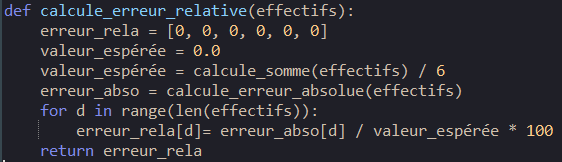 def calcule_erreur_relative(effectifs):
    erreur_rela = [0, 0, 0, 0, 0, 0]
    valeur_espérée = 0.0
    valeur_espérée = calcule_somme(effectifs) / 6
    erreur_abso = calcule_erreur_absolue(effectifs)
    for d in range(len(effectifs)):
        erreur_rela[d]= erreur_abso[d] / valeur_espérée * 100
    return erreur_rela